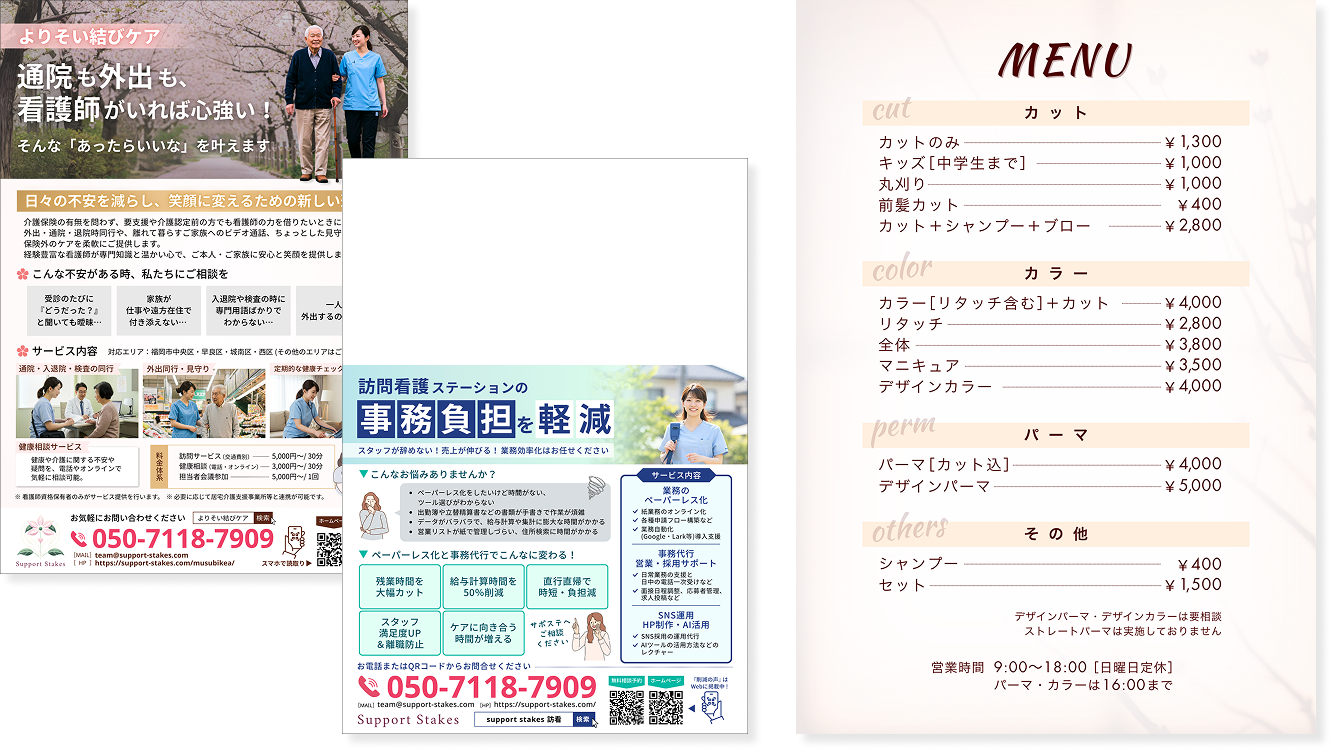 よりそい結びケア
通院も外出も、
看護師がいれば心強い！
そんな「あったらいいな」を叶えます
日々の不安を減らし、笑顔に変えるための新しい
介護保険の有無を問わず、要支援や介護認定前の方でも看護師の力を借りたいときに
外出・通院・退院時同行や、離れて暮らすご家族へのビデオ通話、ちょっとした見守
保険外のケアを柔軟にご提供します。
経験豊富な看護師が専門知識と温かい心で、ご本人・ご家族に安心と笑顔を提供しま
こんな不安がある時、私たちにご相談を
受診のたびに
『どうだった？』
と聞いても曖昧…
家族が
仕事や遠方在住で
付き添えない…
入退院や検査の時に
専門用語ばかりで
わからない…
一人
外出するの
サービス内容 対応エリア：福岡市中央区・早良区・城南区・西区 (その他のエリアはご
通院・入退院・検査の同行
外出同行・見守り
定期的な健康チェック
健康相談サービス
健康や介護に関する不安や
疑問を、電話やオンラインで
気軽に相談可能。
料金体系
訪問サービス (交通費別) 5,000円〜/ 30分
健康相談 (電話・オンライン) 3,000円〜/ 30分
担当者会議参加 5,000円〜/ 1回
※ 看護師資格保有者のみがサービス提供を行います。 ※ 必要に応じて居宅介護支援事業所等と連携が可能です。
お気軽にお問い合わせください よりそい結びケア 検索
050-7118-7909
[MAIL] team@support-stakes.com
[ HP ] https://support-stakes.com/musubikea/
Support Stakes
スマホで読取り▶
ホームペー
訪問看護ステーションの
事務負担を軽減
スタッフが辞めない！売上が伸びる！業務効率化はお任せください
▼こんなお悩みありませんか？
• ペーパーレス化をしたいけど時間がない、
ツール選びがわからない
• 出勤簿や立替精算書などの書類が手書きで作業が煩雑
• データがバラバラで、給与計算や集計に膨大な時間がかかる
• 営業リストが紙で管理しづらい、住所検索に時間がかかる
▼ペーパーレス化と事務代行でこんなに変わる！
残業時間を
大幅カット
給与計算時間を
50%削減
直行直帰で
時短・負担減
スタッフ
満足度UP
＆離職防止
ケアに向き合う
時間が増える
サポステへ
ご相談
ください
サービス内容
業務の
ペーパーレス化
✓ 紙業務のオンライン化
✓ 各種申請フロー構築など
✓ 業務自動化
(Google・Lark等)導入支援
事務代行
営業・採用サポート
✓ 日常業務の支援と
日中の電話一次受けなど
✓ 面接日程調整、応募者管理、
求人投稿など
SNS運用
HP制作・AI活用
✓ SNS採用の運用代行
✓ AIツールの活用方法などの
レクチャー
お電話またはQRコードからお問合せください
050-7118-7909
[MAIL] team@support-stakes.com [HP] https://support-stakes.com/
Support Stakes
support stakes 訪看 検索
無料相談予約
ホームページ
「削減の声」は
Webに掲載中！
MENU
cut
カット
カットのみ ¥1,300
キッズ[中学生まで] ¥1,000
丸刈り ¥1,000
前髪カット ¥400
カット＋シャンプー＋ブロー ¥2,800
color
カラー
カラー[リタッチ含む]＋カット ¥4,000
リタッチ ¥2,800
全体 ¥3,800
マニキュア ¥3,500
デザインカラー ¥4,000
perm
パーマ
パーマ[カット込] ¥4,000
デザインパーマ ¥5,000
others
その他
シャンプー ¥400
セット ¥1,500
デザインパーマ・デザインカラーは要相談
ストレートパーマは実施しておりません
営業時間 9:00〜18:00 [日曜日定休]
パーマ・カラーは16:00まで